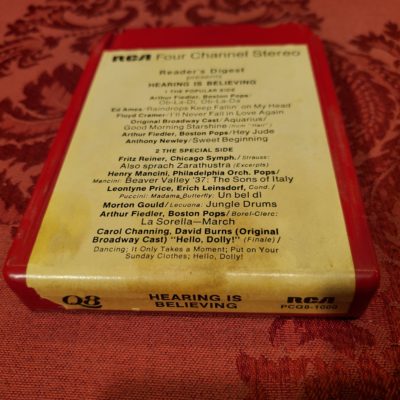 RCA Four Channel Stereo
Reader's Digest
presents
HEARING IS BELIEVING
1 THE POPULAR SIDE
Arthur Fiedler, Boston Pops/
Ob-La-Di, Ob-La-Da
Ed Ames/Raindrops Keep Fallin' on My Head
Floyd Cramer/I'll Never Fall in Love Again
Original Broadway Cast/Aquarius/
Good Morning Starshine (from "Hair")
Arthur Fiedler, Boston Pops/Hey Jude
Anthony Newley/Sweet Beginning
2 THE SPECIAL SIDE
Fritz Reiner, Chicago Symph./Strauss:
Also sprach Zarathustra (Excerpts)
Henry Mancini, Philadelphia Orch. Pops/
Mancini: Beaver Valley '37: The Sons of Italy
Leontyne Price, Erich Leinsdorf, Cond./
Puccini: Madama Butterfly: Un bel dì
Morton Gould/Lecuona: Jungle Drums
Arthur Fiedler, Boston Pops/Borel-Clerc:
La Sorella—March
Carol Channing, David Burns (Original
Broadway Cast) "Hello, Dolly!" (Finale)/
Dancing; It Only Takes a Moment; Put on Your
Sunday Clothes; Hello, Dolly!
Q8 HEARING IS BELIEVING RCA
PCQ8-1000